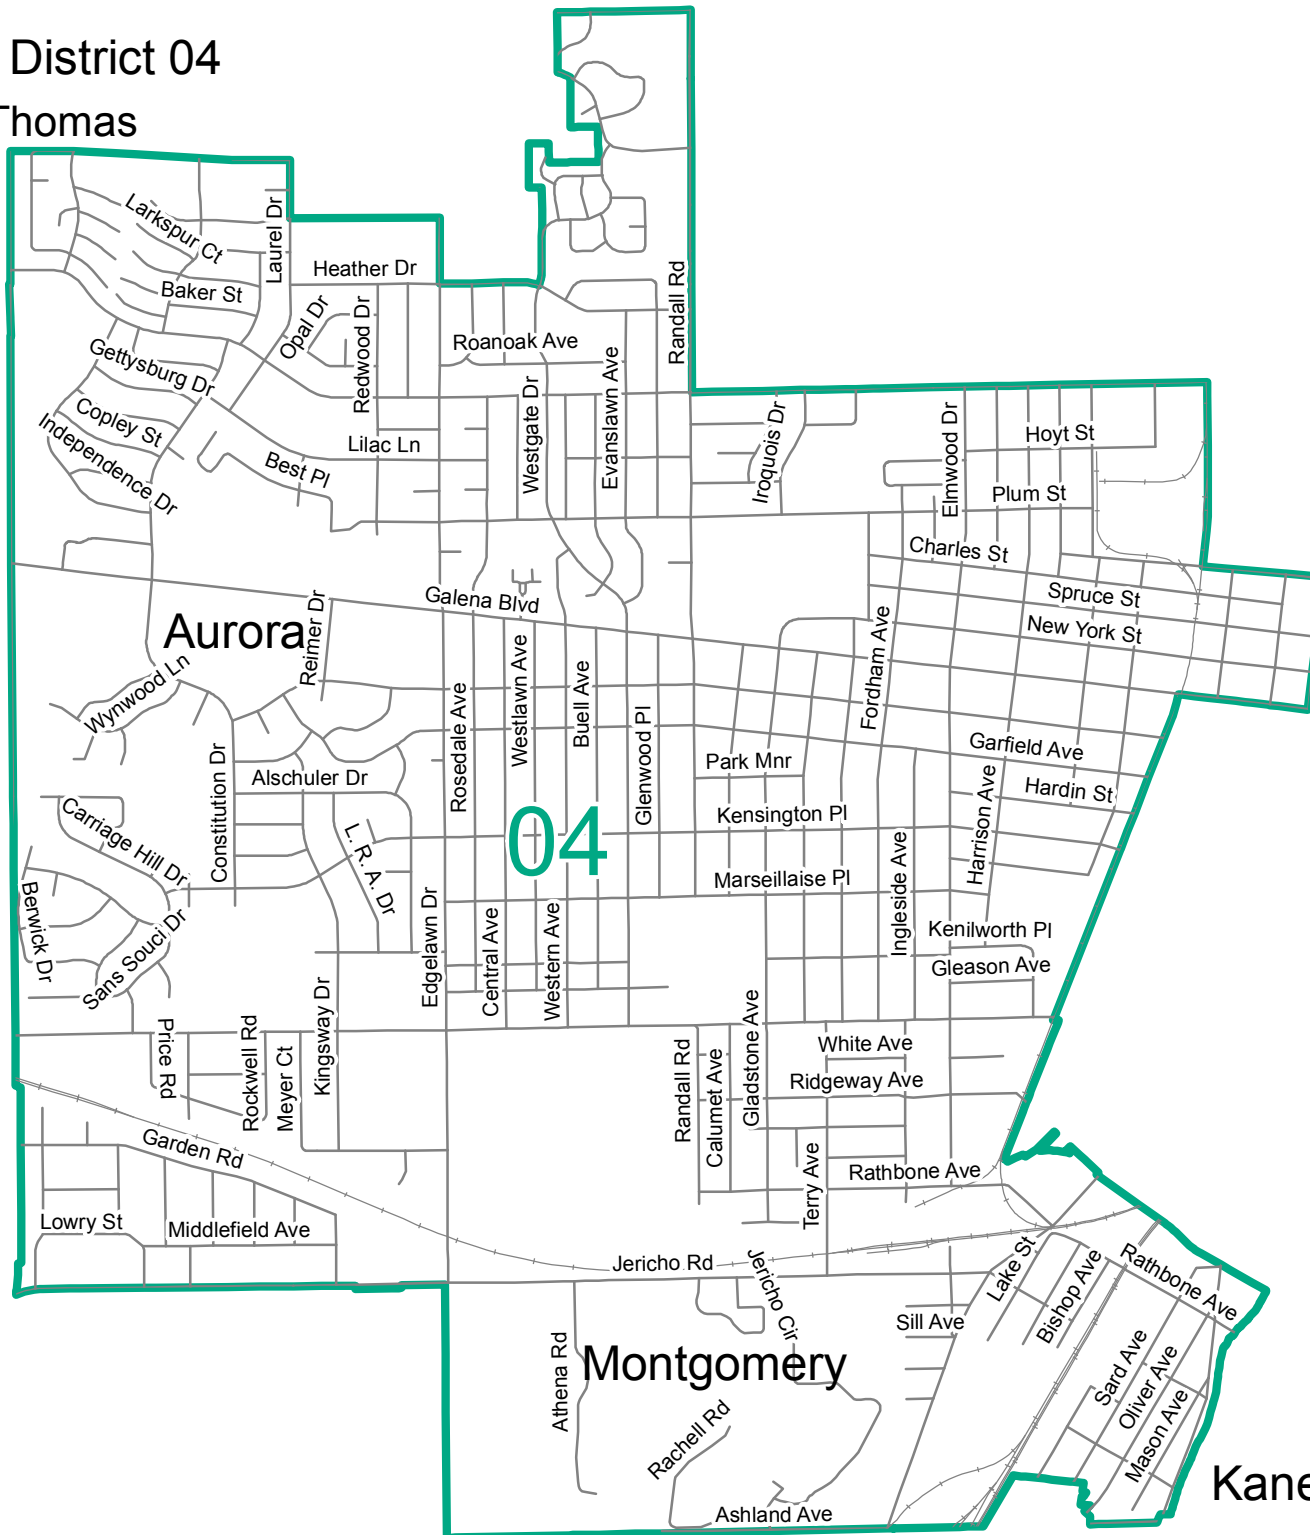 District 04
Thomas
Larkspur Ct
Laurel Dr
Heather Dr
Baker St
Opal Dr
Redwood Dr
Randall Rd
Roanoak Ave
Gettysburg Dr
Westgate Dr
Evanslawn Ave
Copley St
Independence Dr
Best Pl
Lilac Ln
Iroquois Dr
Elmwood Dr
Hoyt St
Plum St
Charles St
Galena Blvd
Spruce St
New York St
Aurora
Reimer Dr
Wynwood Ln
Rosedale Ave
Westlawn Ave
Buell Ave
Glenwood Pl
Fordham Ave
Garfield Ave
Park Mnr
Hardin St
Constitution Dr
Alschuler Dr
Carriage Hill Dr
L. R. A. Dr
04
Kensington Pl
Harrison Ave
Marseillaise Pl
Ingleside Ave
Berwick Dr
Sans Souci Dr
Edgelawn Dr
Central Ave
Western Ave
Kenilworth Pl
Gleason Ave
Price Rd
Rockwell Rd
Meyer Ct
Kingsway Dr
Randall Rd
Calumet Ave
Gladstone Ave
White Ave
Ridgeway Ave
Garden Rd
Rathbone Ave
Terry Ave
Lowry St
Middlefield Ave
Jericho Rd
Jericho Cir
Lake St
Bishop Ave
Rathbone Ave
Sill Ave
Athena Rd
Montgomery
Sard Ave
Oliver Ave
Mason Ave
Rachell Rd
Ashland Ave
Kane